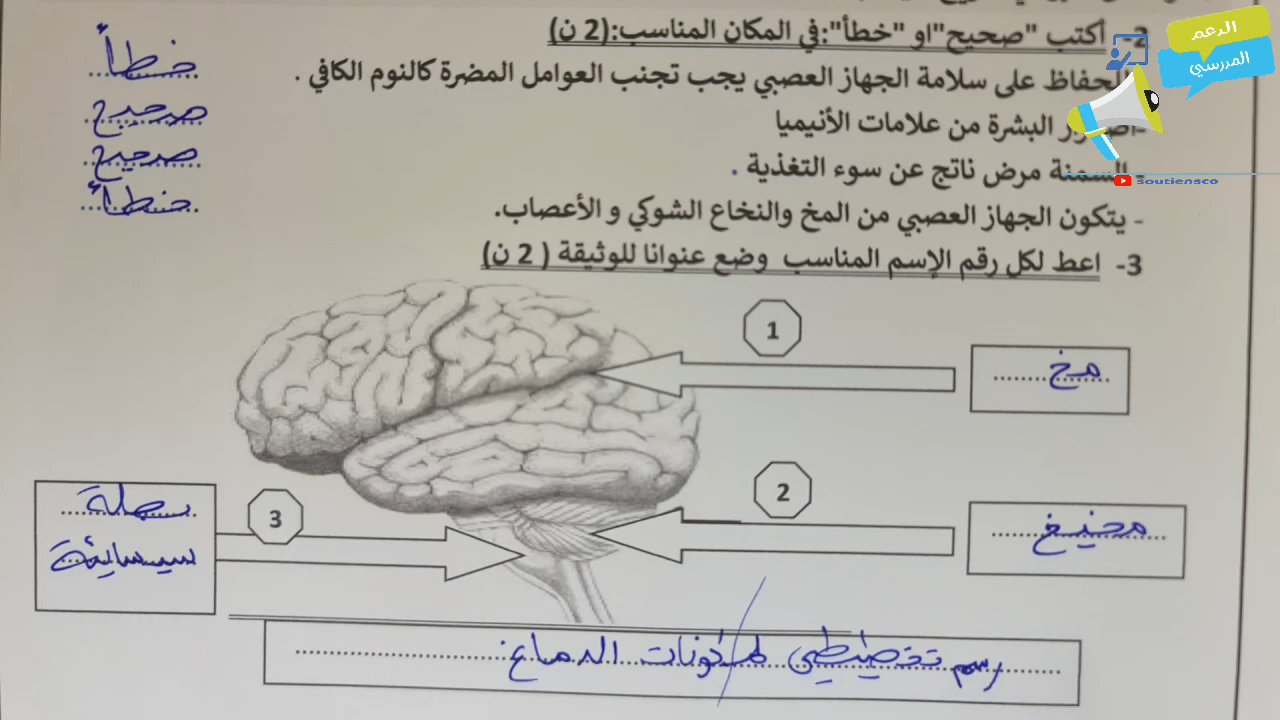 2- أكتب "صحيح"او "خطأ":في المكان المناسب:(2 ن)
الحفاظ على سلامة الجهاز العصبي يجب تجنب العوامل المضرة كالنوم الكافي . خطأ
البشرة من علامات الأنيميا صحيح
- السمنة مرض ناتج عن سوء التغذية . صحيح
- يتكون الجهاز العصبي من المخ والنخاع الشوكي و الأعصاب. خطأ
3- اعط لكل رقم الإسم المناسب وضع عنوانا للوثيقة ( 2 ن)
1
مخ
2
مخيخ
3
بصلة
سيسائية
رسم تخطيطي لمكونات الدماغ.
الدعم
المدرسي
soutiensco